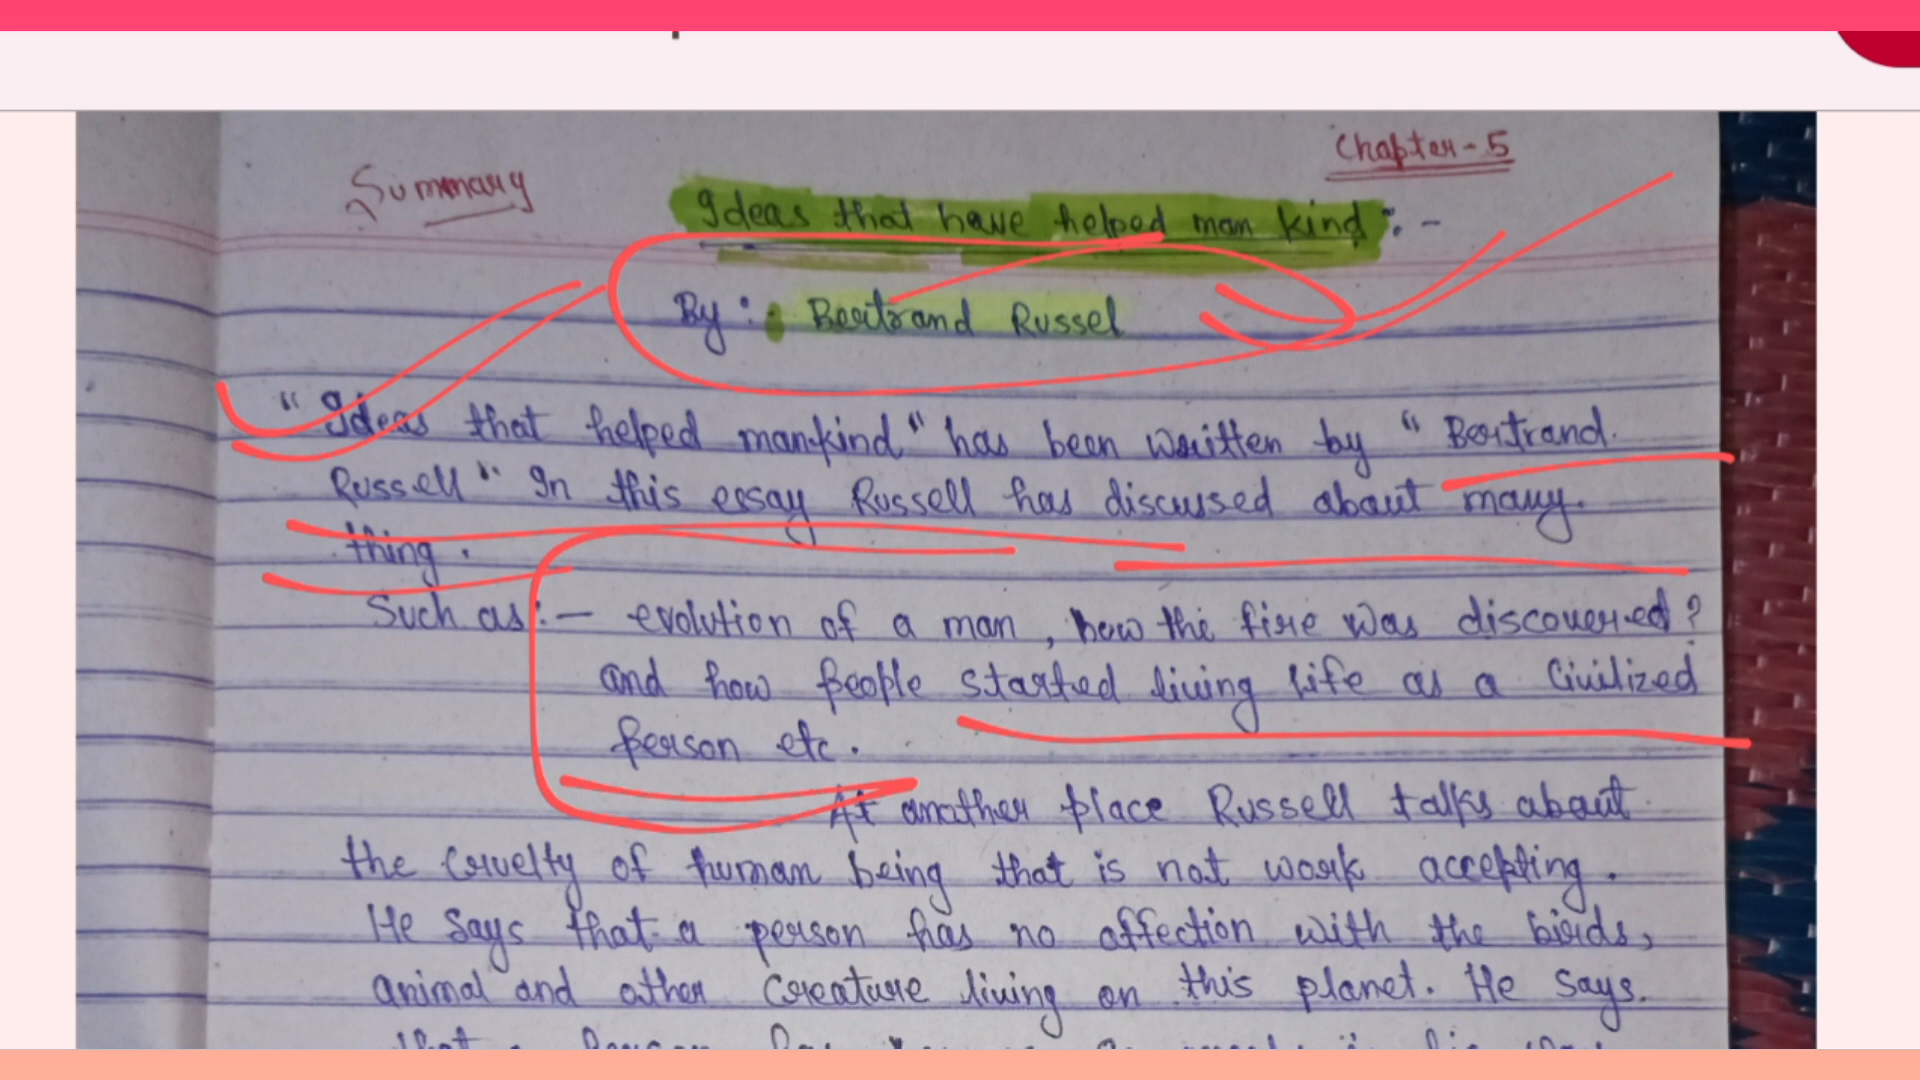 Chapter-5
Summary
Ideas that have helped man kind:-
By: Bertrand Russel
"Ideas that helped mankind" has been written by "Bertrand.
Russell" In this essay Russell has discussed about many.
thing.
Such as:- evolution of a man, how the fire was discovered?
and how people started living life as a Civilized
person etc.
At another place Russell talks about
the cruelty of human being that is not work accepting.
He says that a person has no affection with the birds,
animal and other creature living on this planet. He says.